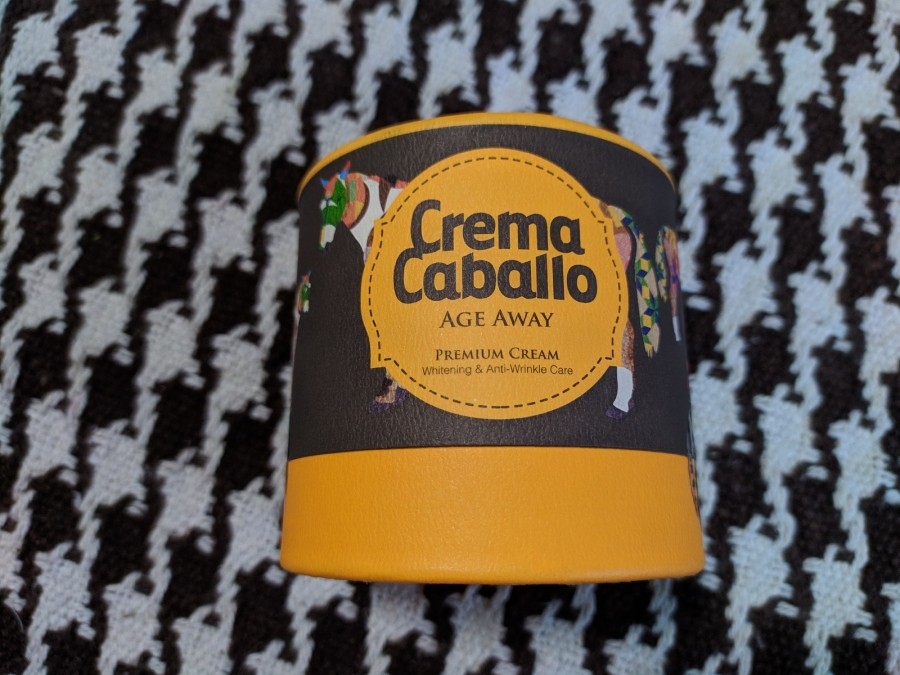 Crema
Caballo
AGE AWAY
PREMIUM CREAM
Whitening & Anti-Wrinkle Care